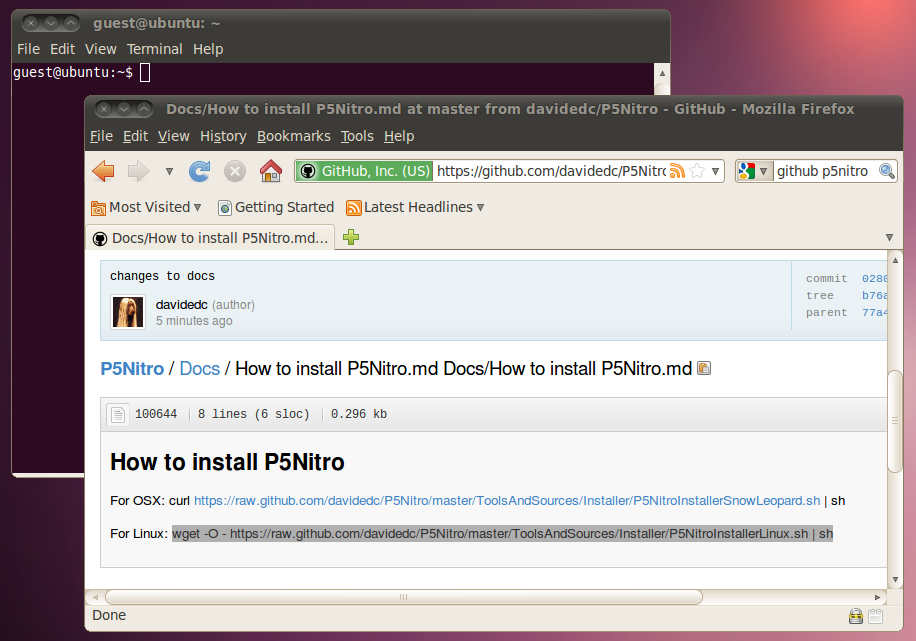 guest@ubuntu: ~
File Edit View Terminal Help
guest@ubuntu:~$
Docs/How to install P5Nitro.md at master from davidedc/P5Nitro - GitHub - Mozilla Firefox
File Edit View History Bookmarks Tools Help
GitHub, Inc. (US) https://github.com/davidedc/P5Nitro github p5nitro
Most Visited Getting Started Latest Headlines
Docs/How to install P5Nitro.md...
changes to docs
davidedc (author)
5 minutes ago
commit 0280
tree b76a
parent 77a4
P5Nitro / Docs / How to install P5Nitro.md Docs/How to install P5Nitro.md
100644 | 8 lines (6 sloc) | 0.296 kb
How to install P5Nitro
For OSX: curl https://raw.github.com/davidedc/P5Nitro/master/ToolsAndSources/Installer/P5NitroInstallerSnowLeopard.sh | sh
For Linux: wget -O - https://raw.github.com/davidedc/P5Nitro/master/ToolsAndSources/Installer/P5NitroInstallerLinux.sh | sh
Done